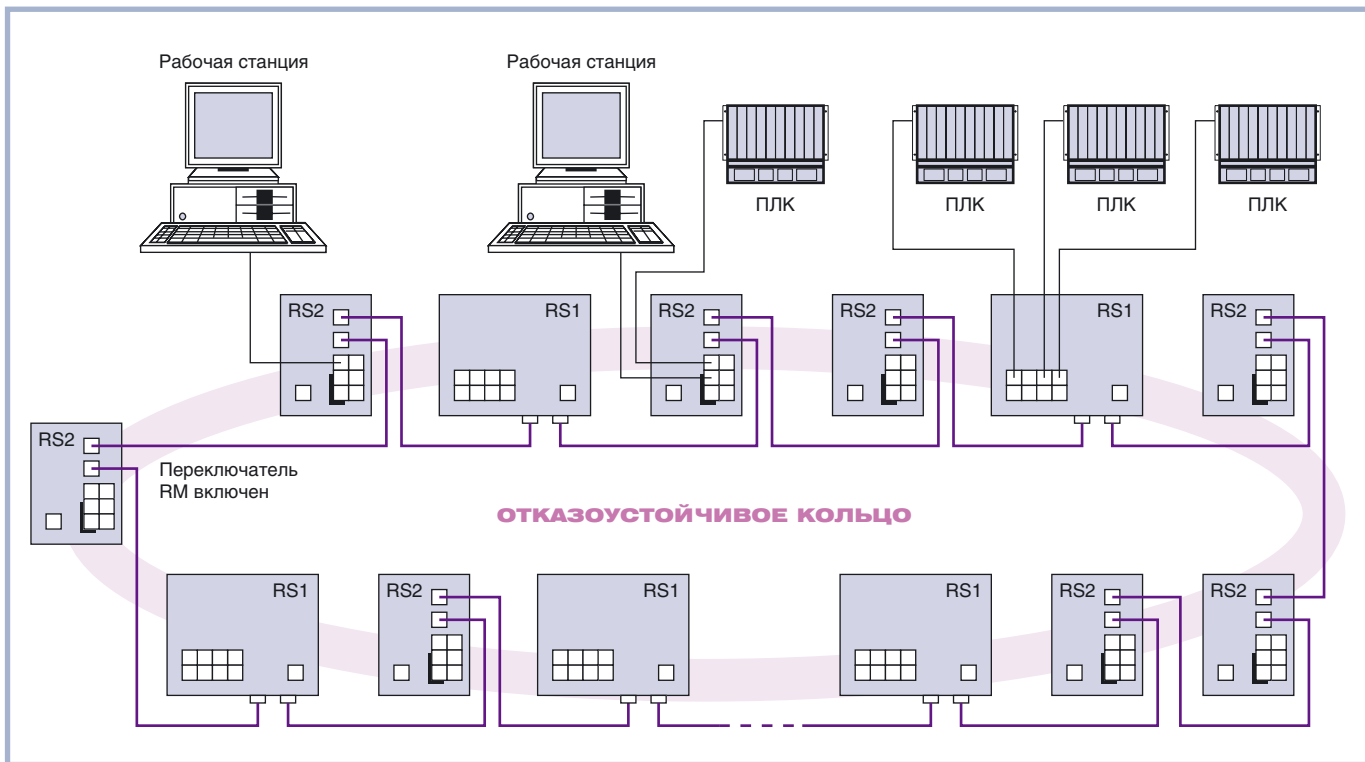 Рабочая станция
Рабочая станция
ПЛК
ПЛК
ПЛК
ПЛК
RS2
RS1
RS2
RS2
RS1
RS2
RS2
Переключатель
RM включен
ОТКАЗОУСТОЙЧИВОЕ КОЛЬЦО
RS1
RS2
RS1
RS1
RS2
RS2